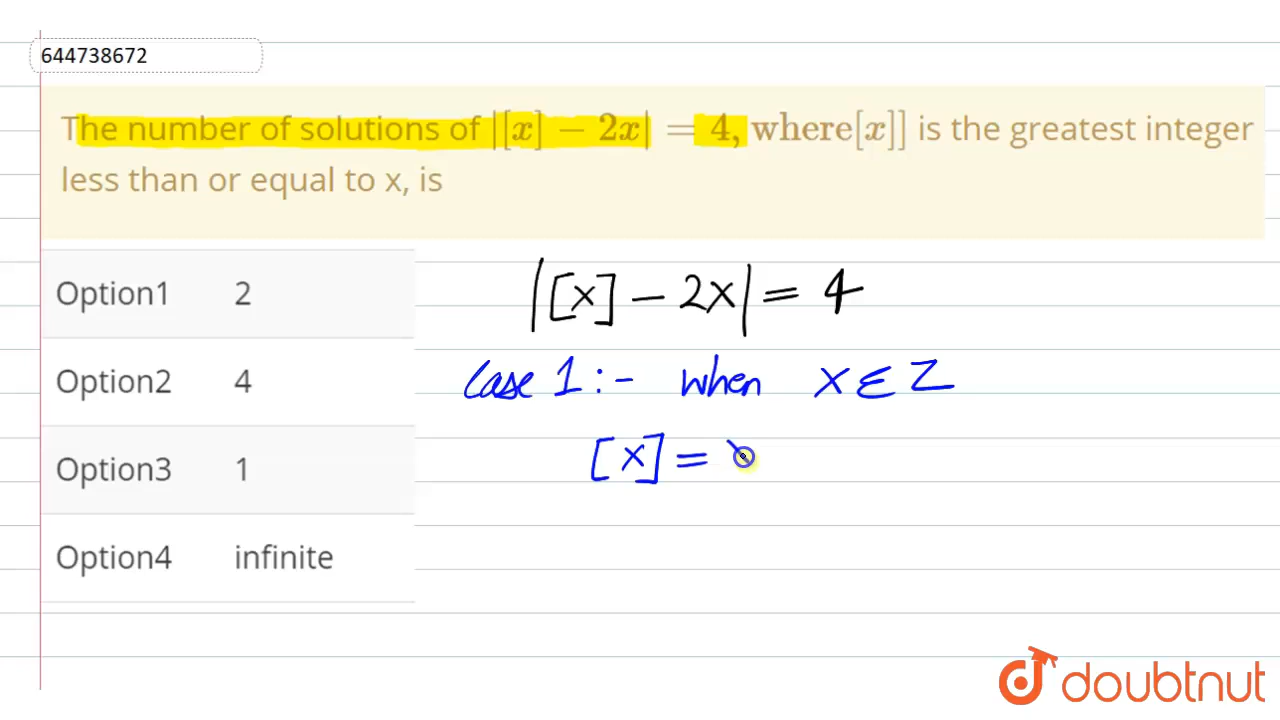 644738672
The number of solutions of |[x] − 2x| = 4, where[x]] is the greatest integer
less than or equal to x, is
Option1 2
Option2 4
Option3 1
Option4 infinite
|[x] − 2x| = 4
Case 1 :- when x ∈ Z
[x] =
doubtnut